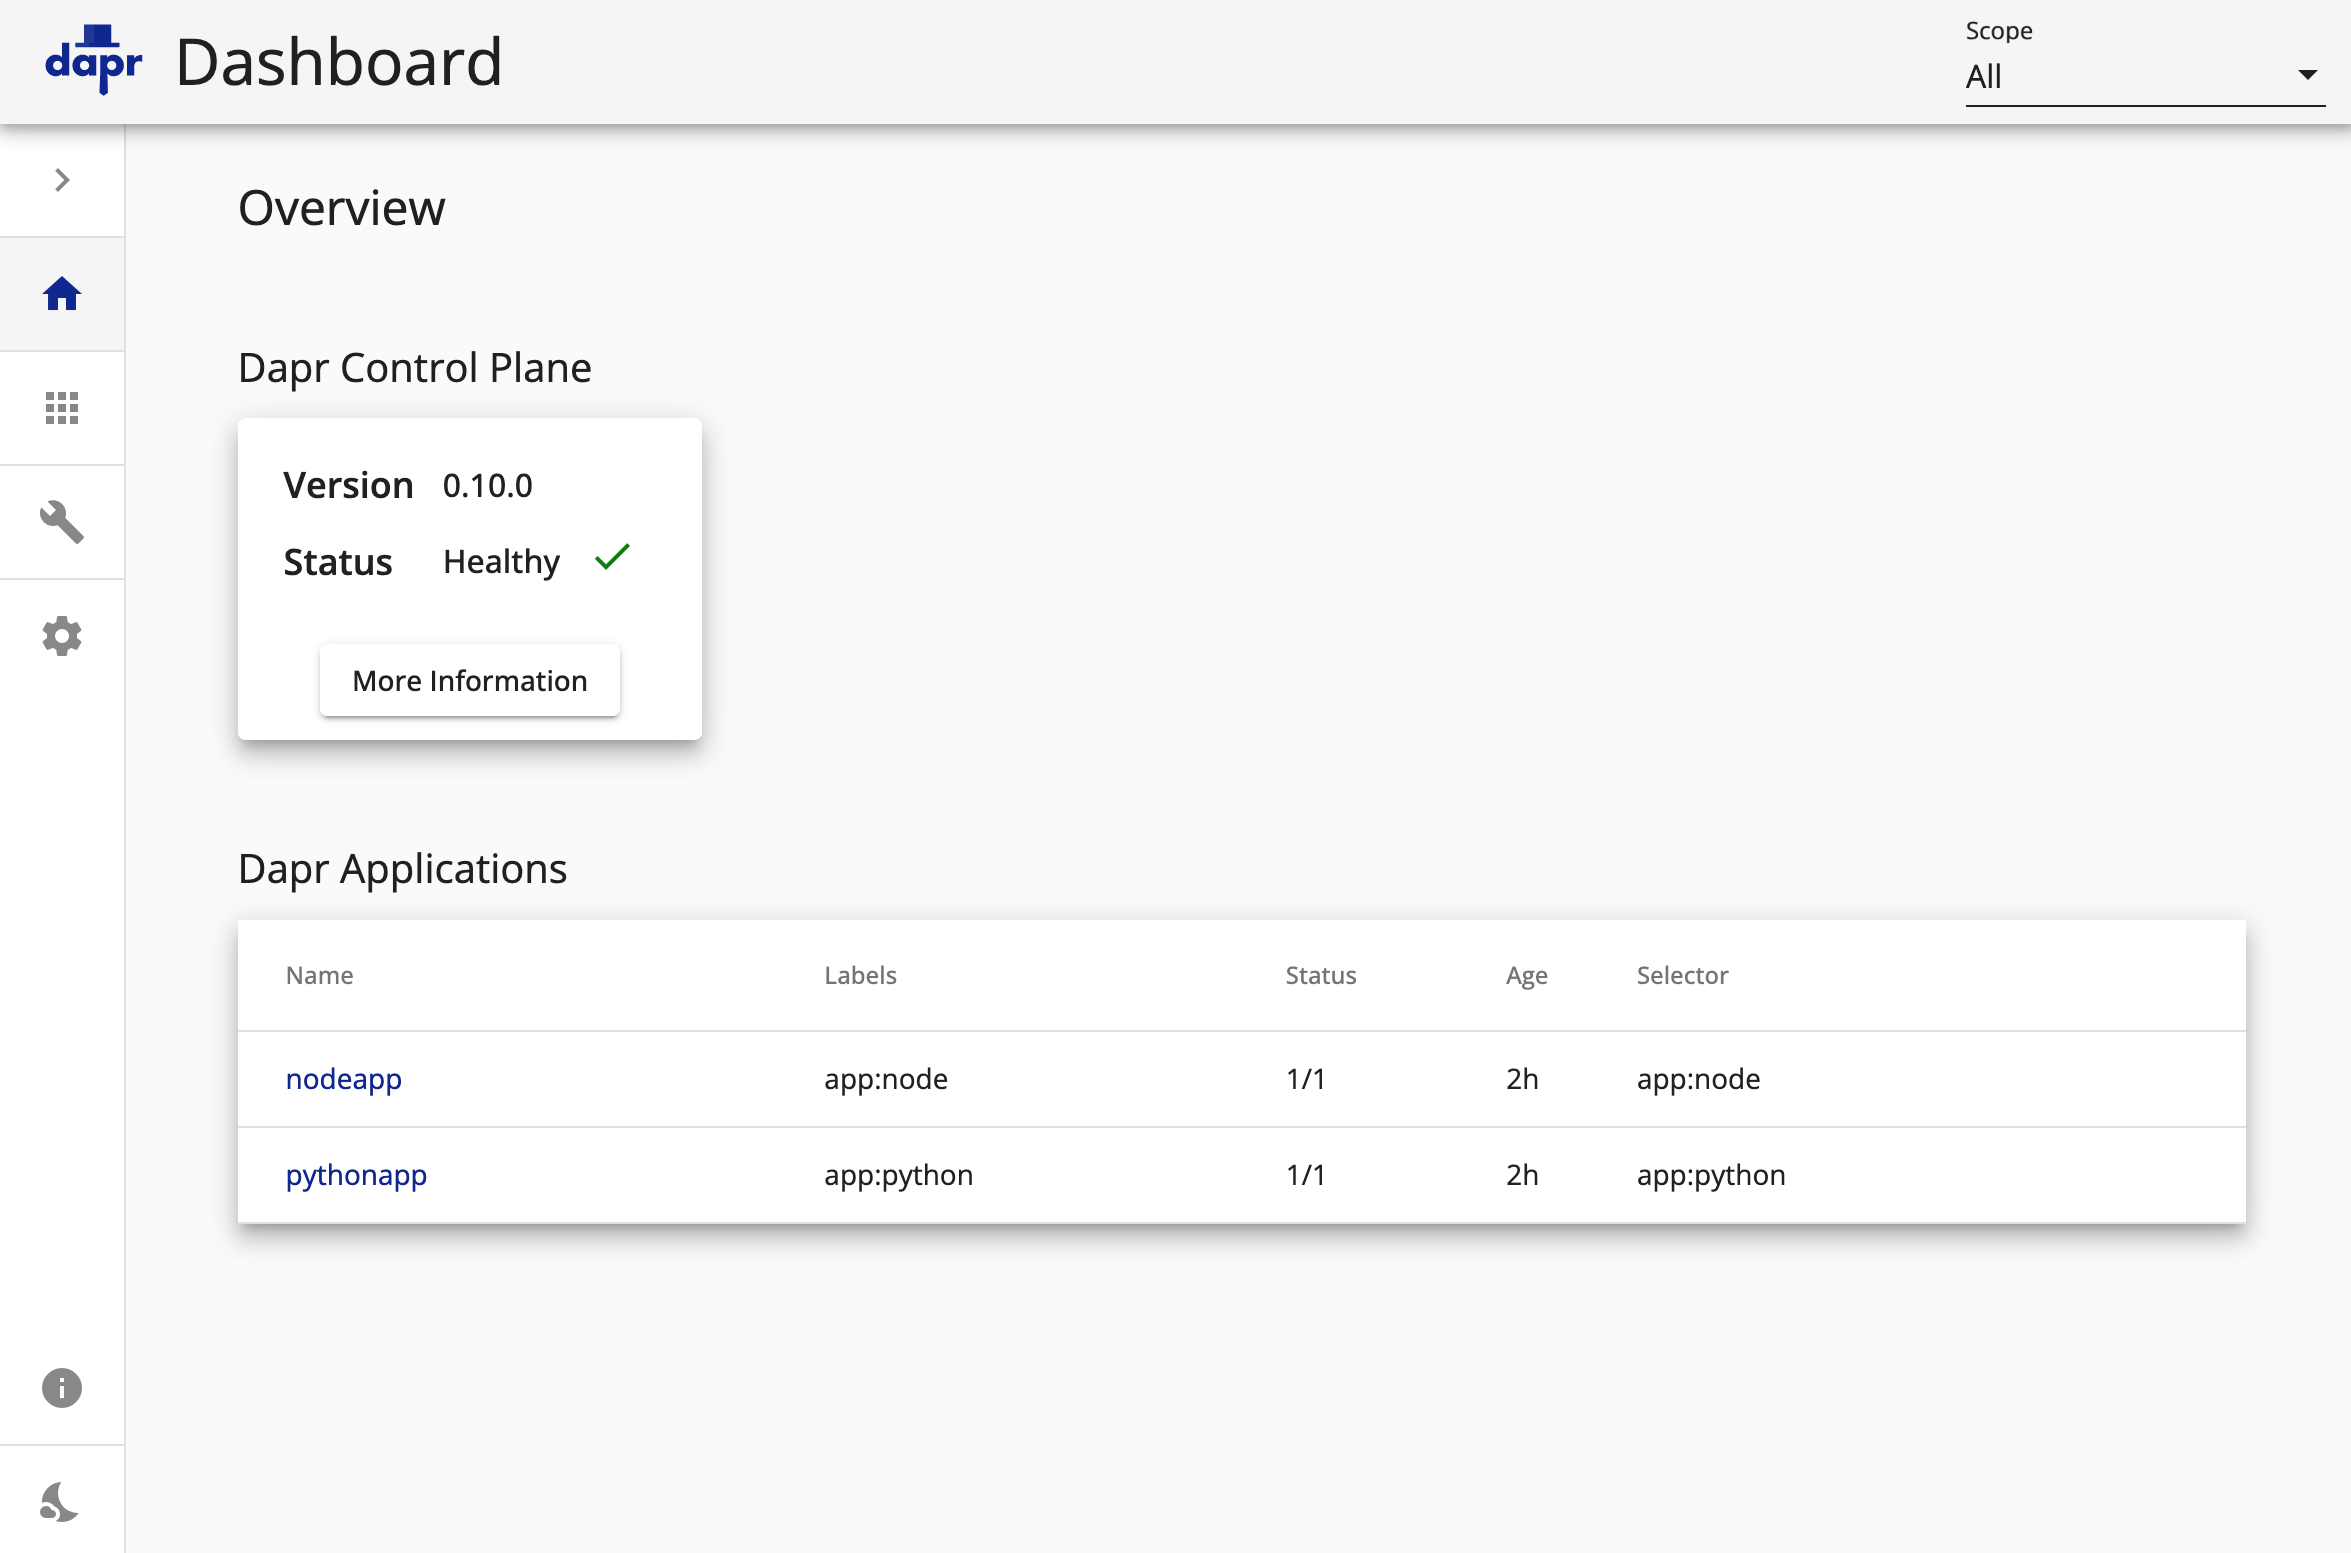 dapr Dashboard
Scope
All
Overview
Dapr Control Plane
Version 0.10.0
Status Healthy
More Information
Dapr Applications
Name Labels Status Age Selector
nodeapp app:node 1/1 2h app:node
pythonapp app:python 1/1 2h app:python